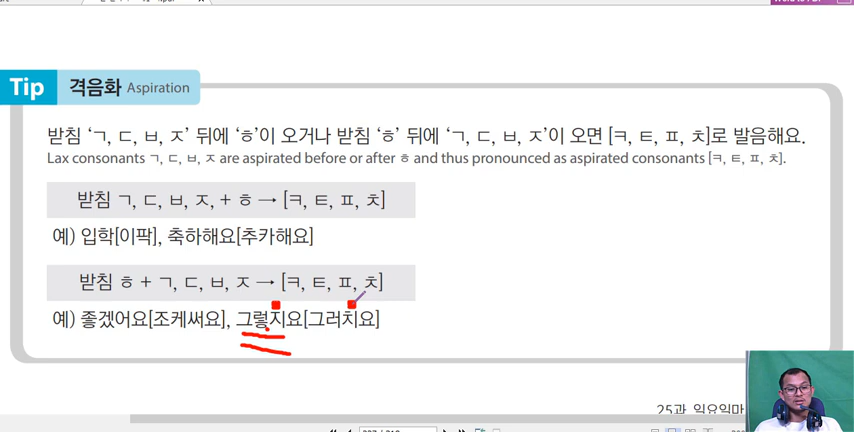 Tip 격음화 Aspiration
받침 ‘ㄱ, ㄷ, ㅂ, ㅈ’ 뒤에 ‘ㅎ’이 오거나 받침 ‘ㅎ’ 뒤에 ‘ㄱ, ㄷ, ㅂ, ㅈ’이 오면 [ㅋ, ㅌ, ㅍ, ㅊ]로 발음해요.
Lax consonants ㄱ, ㄷ, ㅂ, ㅈ are aspirated before or after ㅎ and thus pronounced as aspirated consonants [ㅋ, ㅌ, ㅍ, ㅊ].
받침 ㄱ, ㄷ, ㅂ, ㅈ, + ㅎ → [ㅋ, ㅌ, ㅍ, ㅊ]
예) 입학[이팍], 축하해요[추카해요]
받침 ㅎ + ㄱ, ㄷ, ㅂ, ㅈ → [ㅋ, ㅌ, ㅍ, ㅊ]
예) 좋겠어요[조케써요], 그렇지요[그러치요]
25과 일요일마